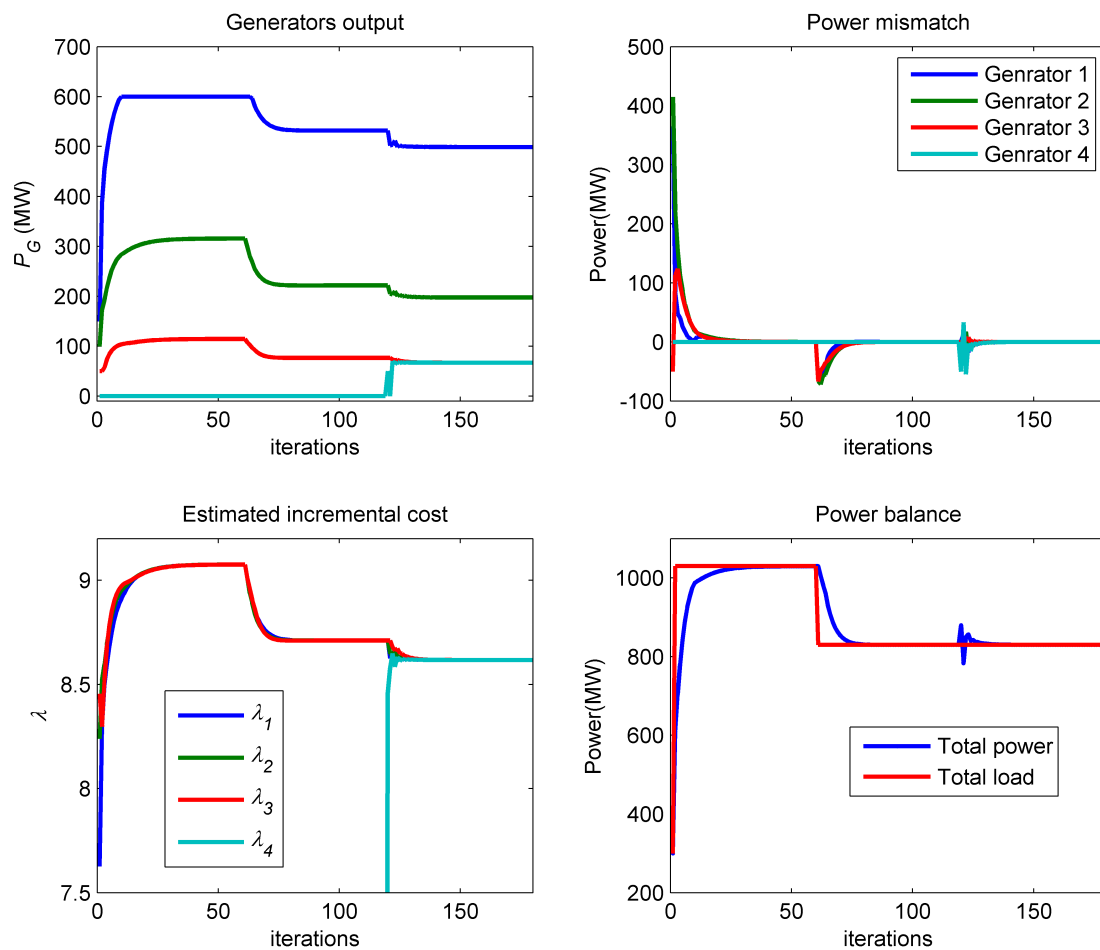 Generators output
700
600
500
400
300
200
100
0
P_G (MW)
0 50 100 150
iterations
Power mismatch
500
400
300
200
100
0
-100
Power(MW)
Genrator 1
Genrator 2
Genrator 3
Genrator 4
0 50 100 150
iterations
Estimated incremental cost
9
8.5
8
7.5
λ
λ_1
λ_2
λ_3
λ_4
0 50 100 150
iterations
Power balance
1000
800
600
400
200
Power(MW)
Total power
Total load
0 50 100 150
iterations